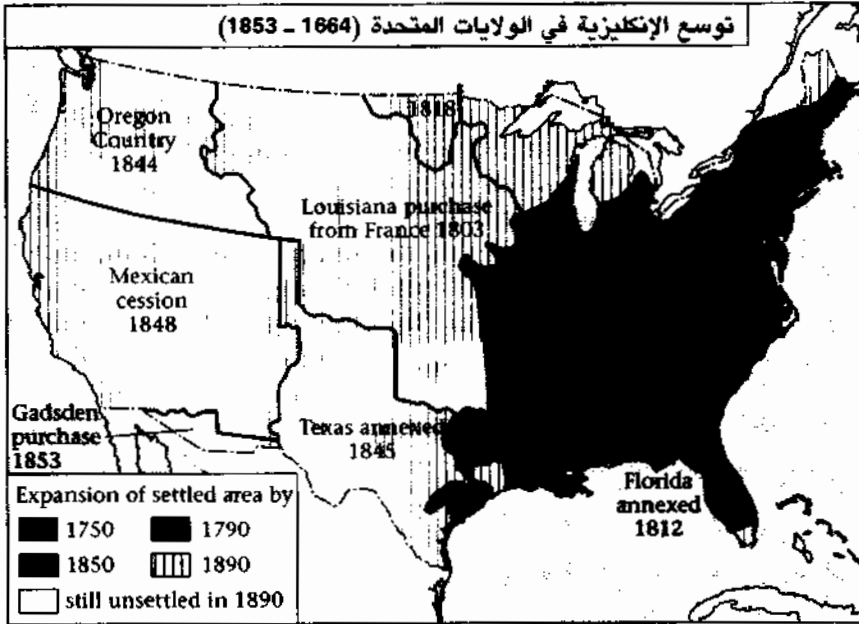 توسع الإنكليزية في الولايات المتحدة (1664 - 1853)
Oregon
Country
1844
1818
Louisiana purchase
from France 1803
Mexican
cession
1848
Gadsden
purchase
1853
Texas annexed
1845
Florida
annexed
1812
Expansion of settled area by
1750
1790
1850
1890
still unsettled in 1890